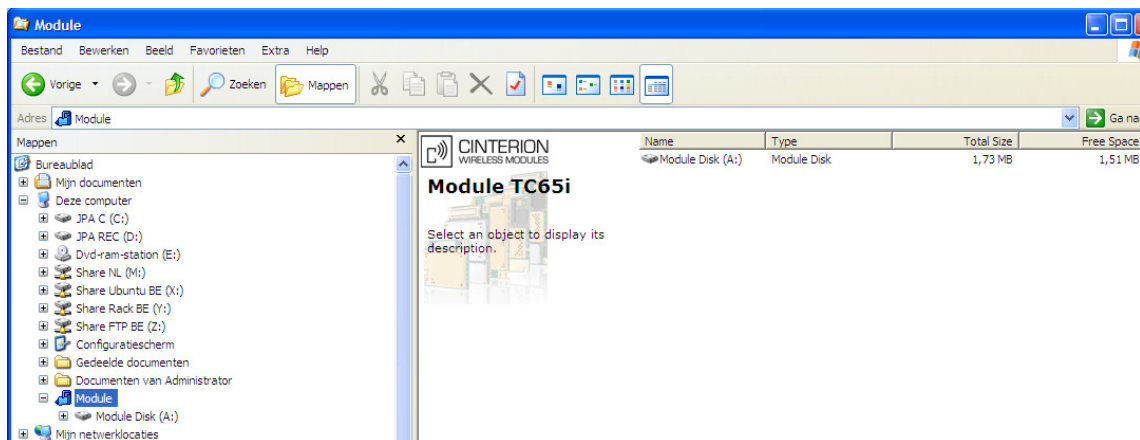 Module
Bestand Bewerken Beeld Favorieten Extra Help
Vorige Zoeken Mappen
Adres Module Ga na
Mappen
Bureaublad
Mijn documenten
Deze computer
JPA C (C:)
JPA REC (D:)
Dvd-ram-station (E:)
Share NL (M:)
Share Ubuntu BE (X:)
Share Rack BE (Y:)
Share FTP BE (Z:)
Configuratiescherm
Gedeelde documenten
Documenten van Administrator
Module
Module Disk (A:)
Mijn netwerklocaties
CINTERION
WIRELESS MODULES
Module TC65i
Select an object to display its
description.
Name Type Total Size Free Space
Module Disk (A:) Module Disk 1,73 MB 1,51 MB